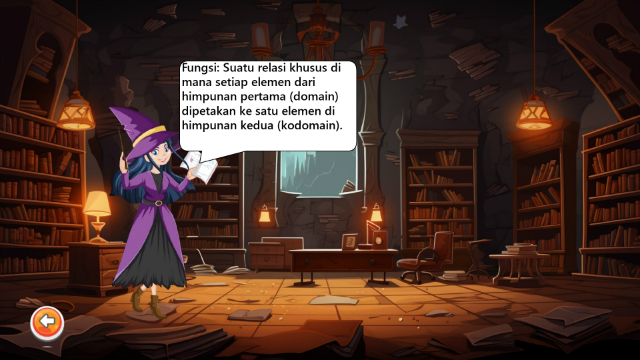 Fungsi: Suatu relasi khusus di
mana setiap elemen dari
himpunan pertama (domain)
dipetakan ke satu elemen di
himpunan kedua (kodomain).